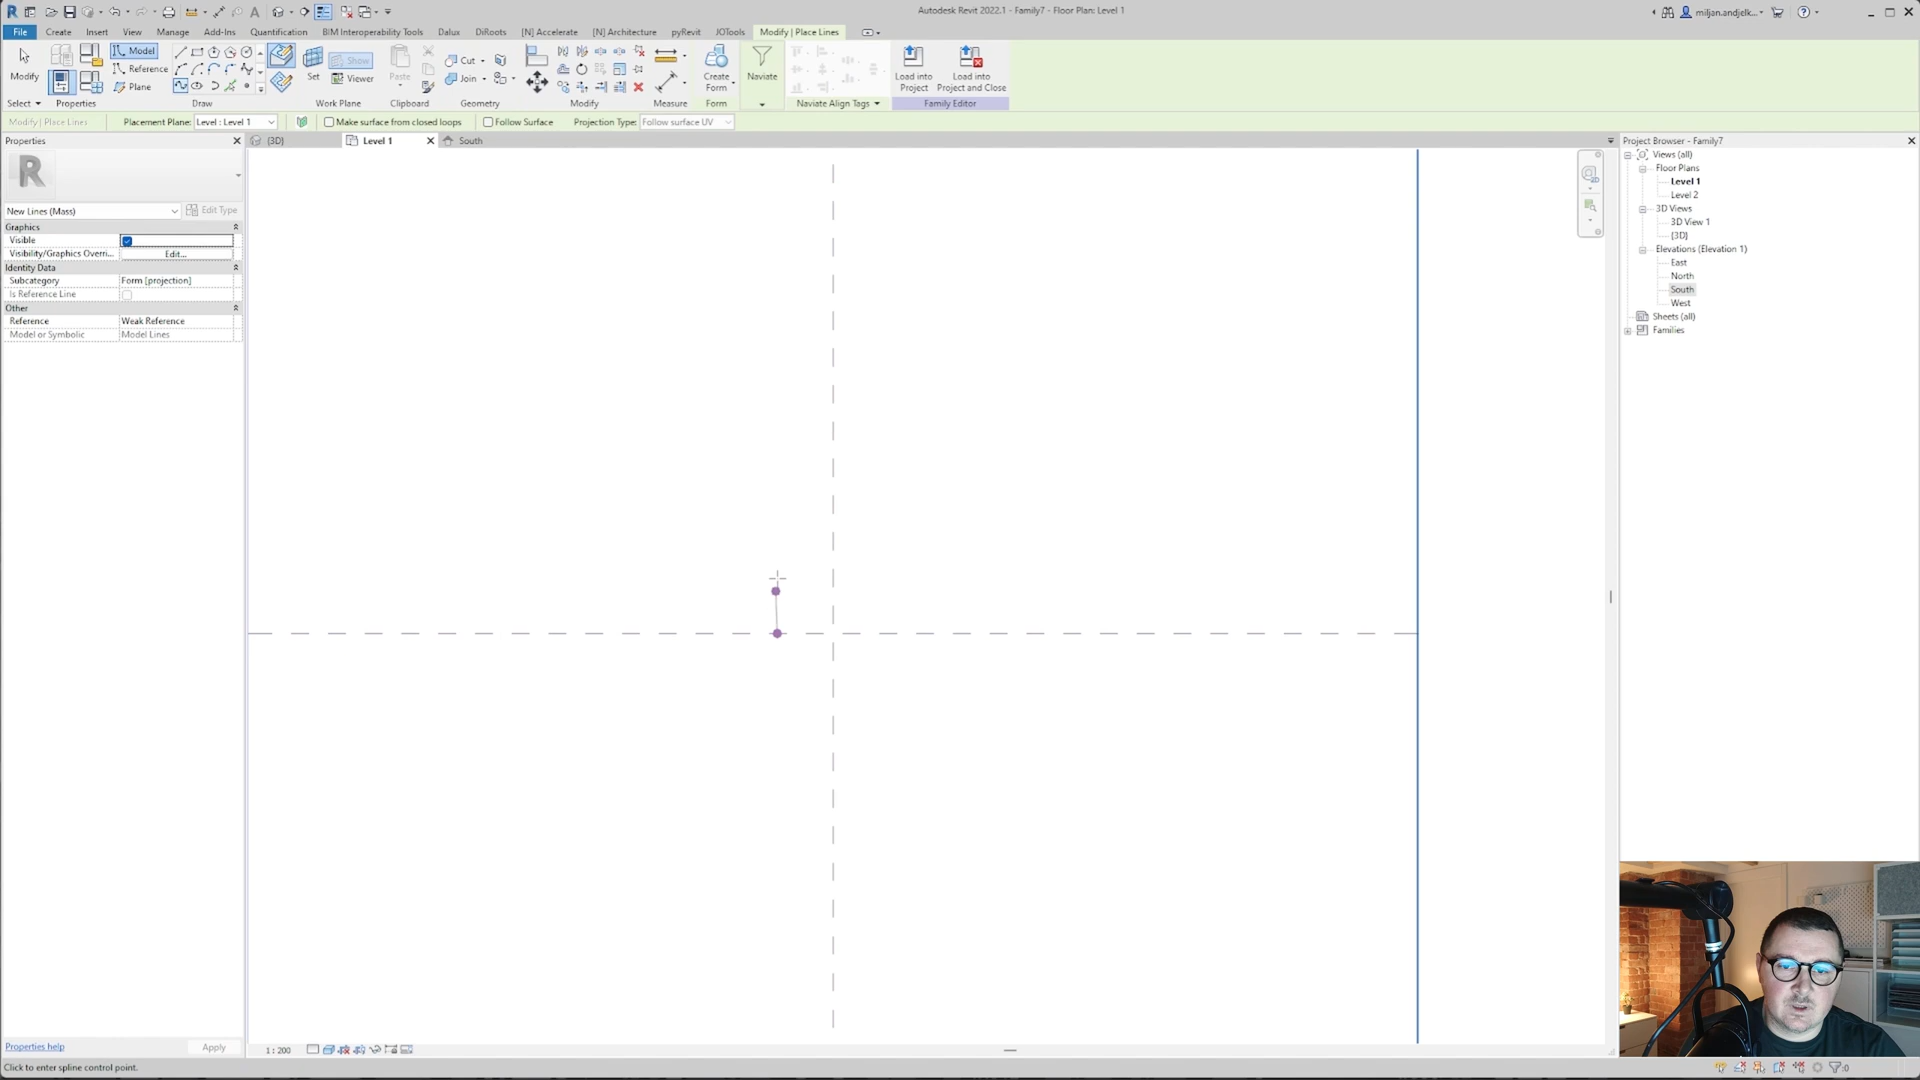 Autodesk Revit 2022.1 - Family7 - Floor Plan: Level 1
miljan.andjelk...
File Create Insert View Manage Add-Ins Quantification BIM Interoperability Tools Dalux DiRoots [N] Accelerate [N] Architecture pyRevit JOTools Modify | Place Lines
Model
Reference
Plane
Modify
Set
Show
Viewer
Paste
Cut
Join
Create
Form
Naviate
Load into
Project
Load into
Project and Close
Select Properties Draw Work Plane Clipboard Geometry Modify Measure Form Naviate Align Tags Family Editor
Modify | Place Lines Placement Plane: Level : Level 1 Make surface from closed loops Follow Surface Projection Type: Follow surface UV
Properties
{3D} Level 1 South
New Lines (Mass) Edit Type
Graphics
Visible
Visibility/Graphics Overri... Edit...
Identity Data
Subcategory Form [projection]
Is Reference Line
Other
Reference Weak Reference
Model or Symbolic Model Lines
Properties help Apply
Project Browser - Family7
Views (all)
Floor Plans
Level 1
Level 2
3D Views
3D View 1
{3D}
Elevations (Elevation 1)
East
North
South
West
Sheets (all)
Families
1 : 200
Click to enter spline control point.
:0